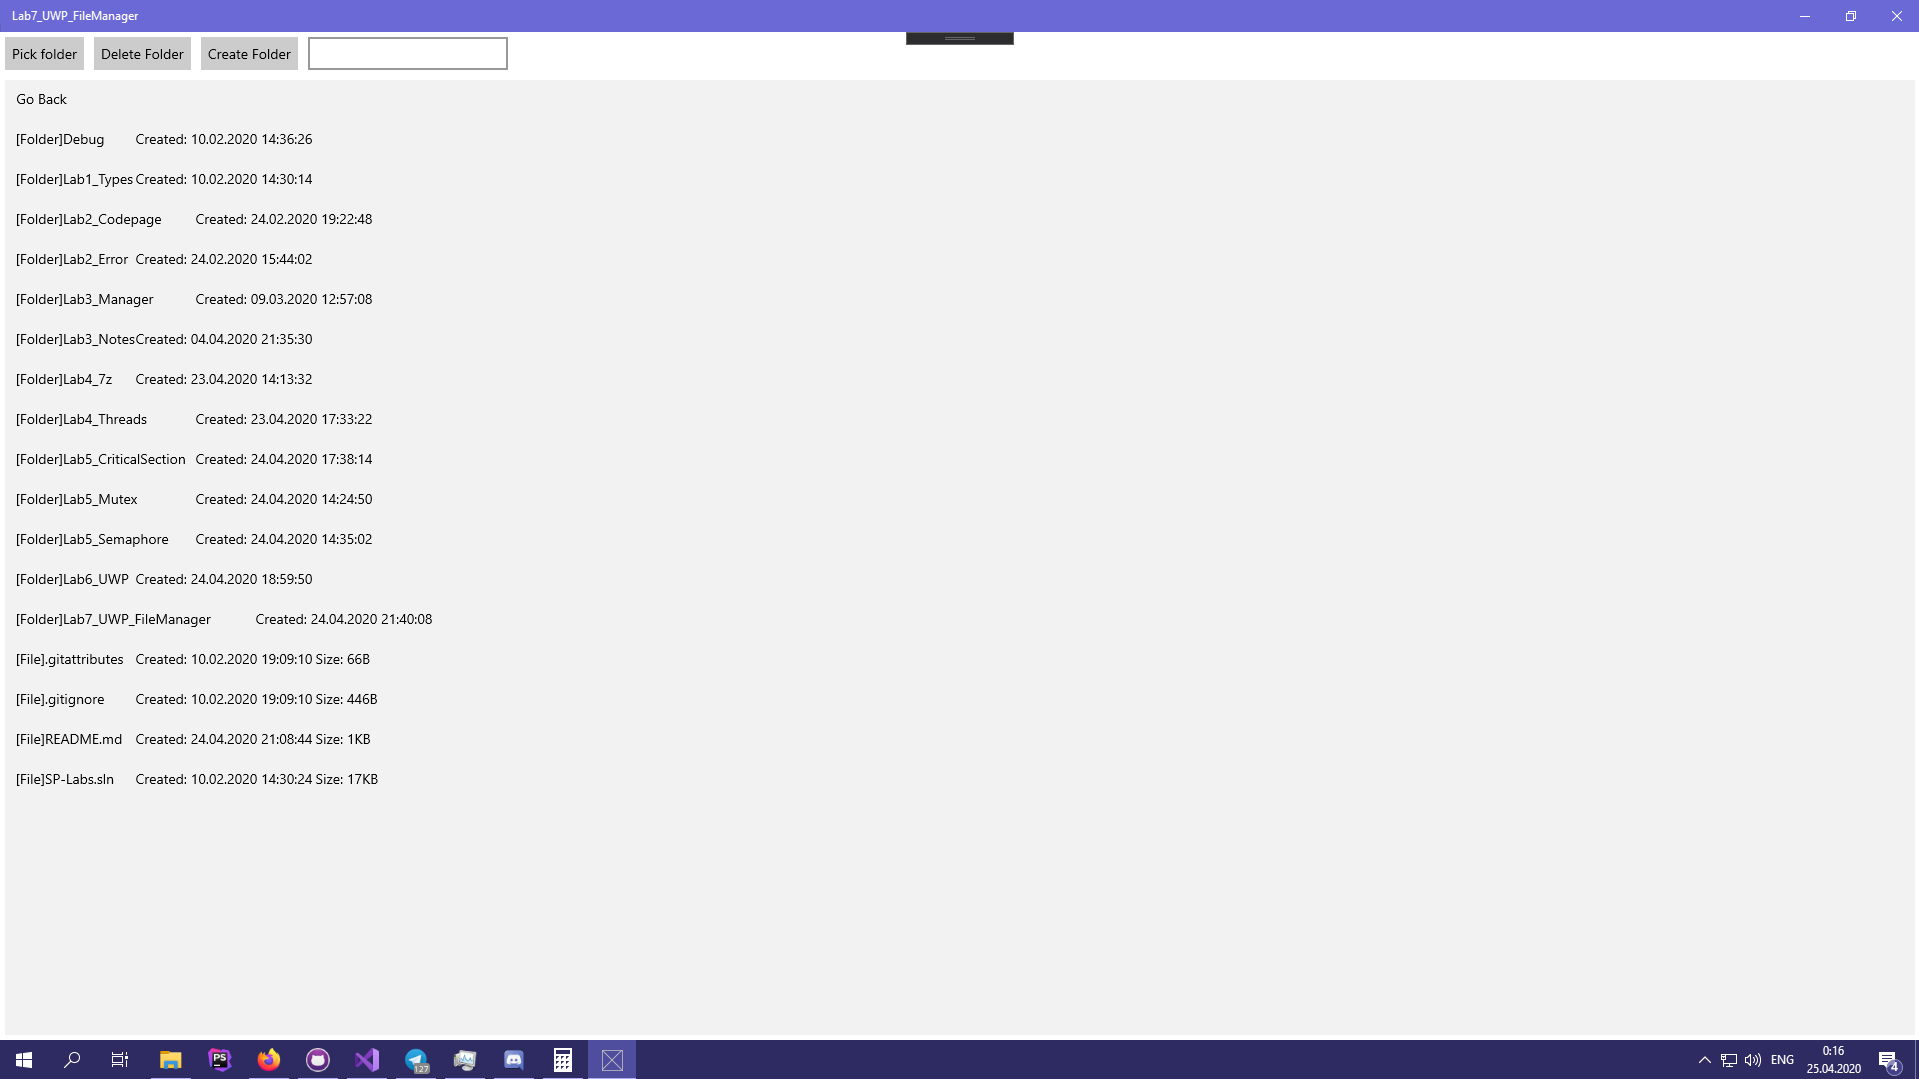 Lab7_UWP_FileManager
Pick folder Delete Folder Create Folder
Go Back
[Folder]Debug Created: 10.02.2020 14:36:26
[Folder]Lab1_Types Created: 10.02.2020 14:30:14
[Folder]Lab2_Codepage Created: 24.02.2020 19:22:48
[Folder]Lab2_Error Created: 24.02.2020 15:44:02
[Folder]Lab3_Manager Created: 09.03.2020 12:57:08
[Folder]Lab3_NotesCreated: 04.04.2020 21:35:30
[Folder]Lab4_7z Created: 23.04.2020 14:13:32
[Folder]Lab4_Threads Created: 23.04.2020 17:33:22
[Folder]Lab5_CriticalSection Created: 24.04.2020 17:38:14
[Folder]Lab5_Mutex Created: 24.04.2020 14:24:50
[Folder]Lab5_Semaphore Created: 24.04.2020 14:35:02
[Folder]Lab6_UWP Created: 24.04.2020 18:59:50
[Folder]Lab7_UWP_FileManager Created: 24.04.2020 21:40:08
[File].gitattributes Created: 10.02.2020 19:09:10 Size: 66B
[File].gitignore Created: 10.02.2020 19:09:10 Size: 446B
[File]README.md Created: 24.04.2020 21:08:44 Size: 1KB
[File]SP-Labs.sln Created: 10.02.2020 14:30:24 Size: 17KB
PS 127 ENG 0:16
25.04.2020 4